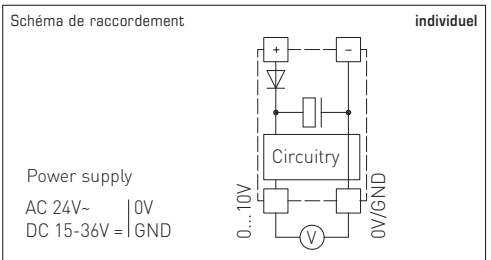 Schéma de raccordement
individuel
+
−
Circuitry
Power supply
AC 24V~ | 0V
DC 15-36V = | GND
0...10V
0V/GND
V